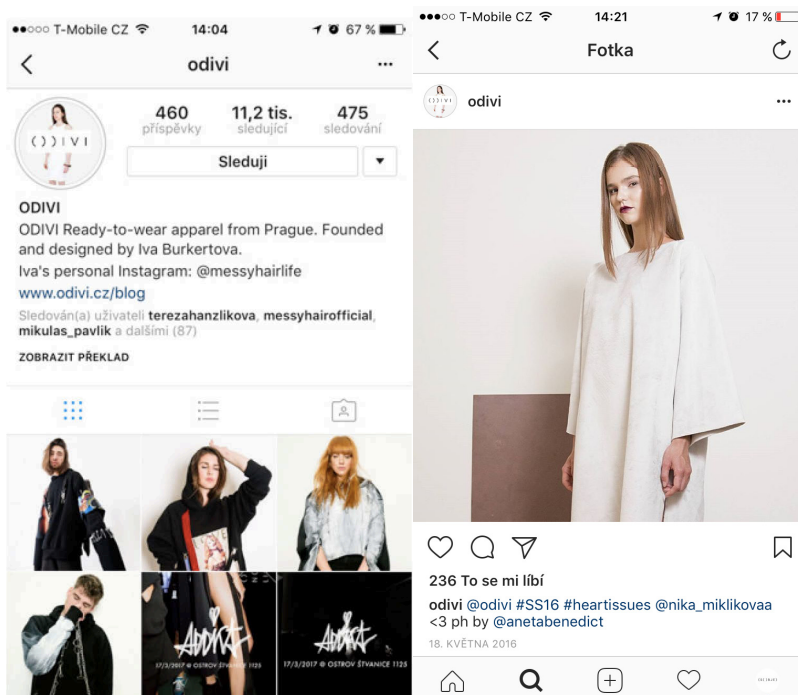 ●●○○○ T-Mobile CZ 14:04 67 %
odivi
460 11,2 tis. 475
příspěvky sledující sledování
ODIVI
Sleduji
ODIVI
ODIVI Ready-to-wear apparel from Prague. Founded
and designed by Iva Burkertova.
Iva's personal Instagram: @messyhairlife
www.odivi.cz/blog
Sledován(a) uživateli terezahanzlikova, messyhairofficial,
mikulas_pavlik a dalšími (87)
ZOBRAZIT PŘEKLAD
ADDICT
17/3/2017 @ OSTROV ŠTVANICE 1125
ADDICT
17/3/2017 @ OSTROV ŠTVANICE 1125
●●●○○ T-Mobile CZ 14:21 17 %
Fotka
ODIVI
odivi
236 To se mi líbí
odivi @odivi #SS16 #heartissues @nika_miklikovaa
<3 ph by @anetabenedict
18. KVĚTNA 2016